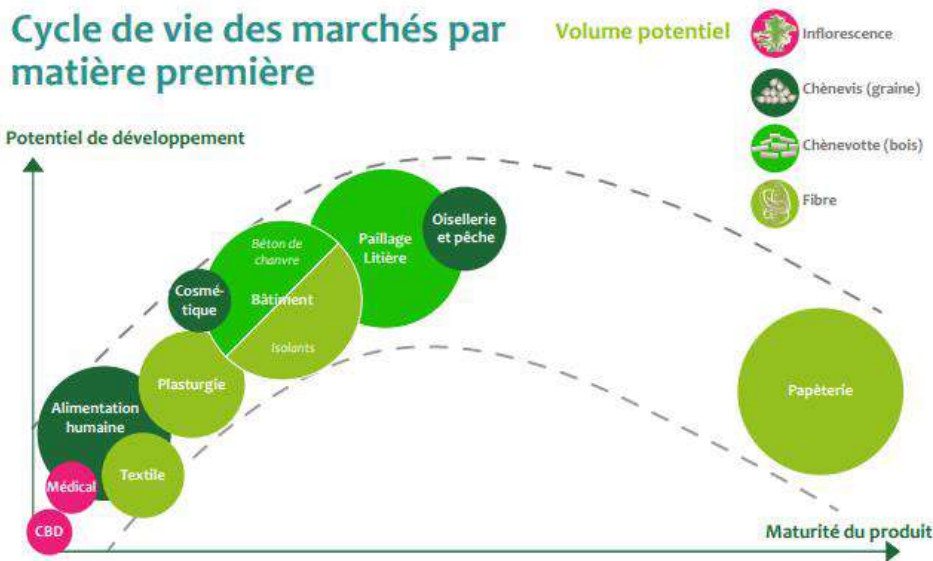 Cycle de vie des marchés par
matière première
Volume potentiel
Inflorescence
Chènevis (graine)
Chènevotte (bois)
Fibre
Potentiel de développement
Oisellerie
et pêche
Paillage
Litière
Béton de
chanvre
Cosmé-
tique
Bâtiment
Isolants
Plasturgie
Papèterie
Alimentation
humaine
Textile
Médical
CBD
Maturité du produit